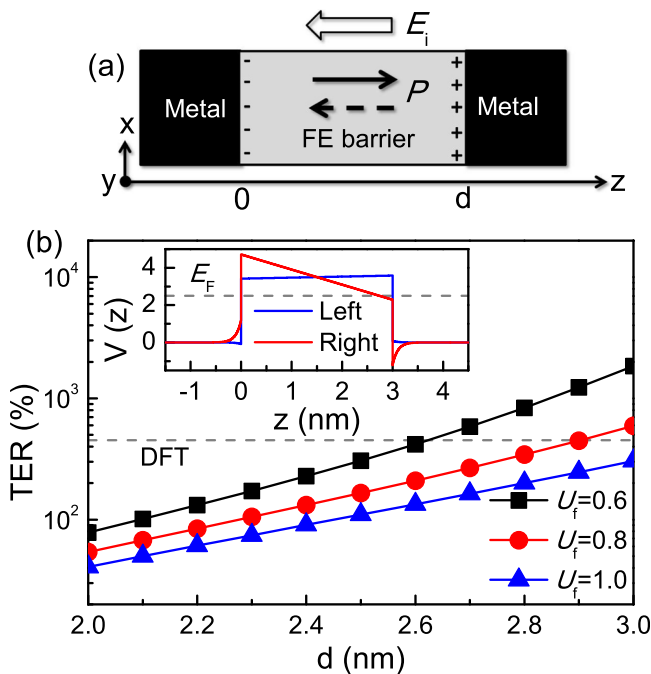 E_i
(a)
Metal
P
Metal
FE barrier
x
y
0
d
z
- - - - -
+ + + + +
(b)
10^4
10^3
10^2
TER (%)
4
2
0
V (z)
E_F
Left
Right
-1 0 1 2 3 4
z (nm)
DFT
U_f=0.6
U_f=0.8
U_f=1.0
2.0 2.2 2.4 2.6 2.8 3.0
d (nm)